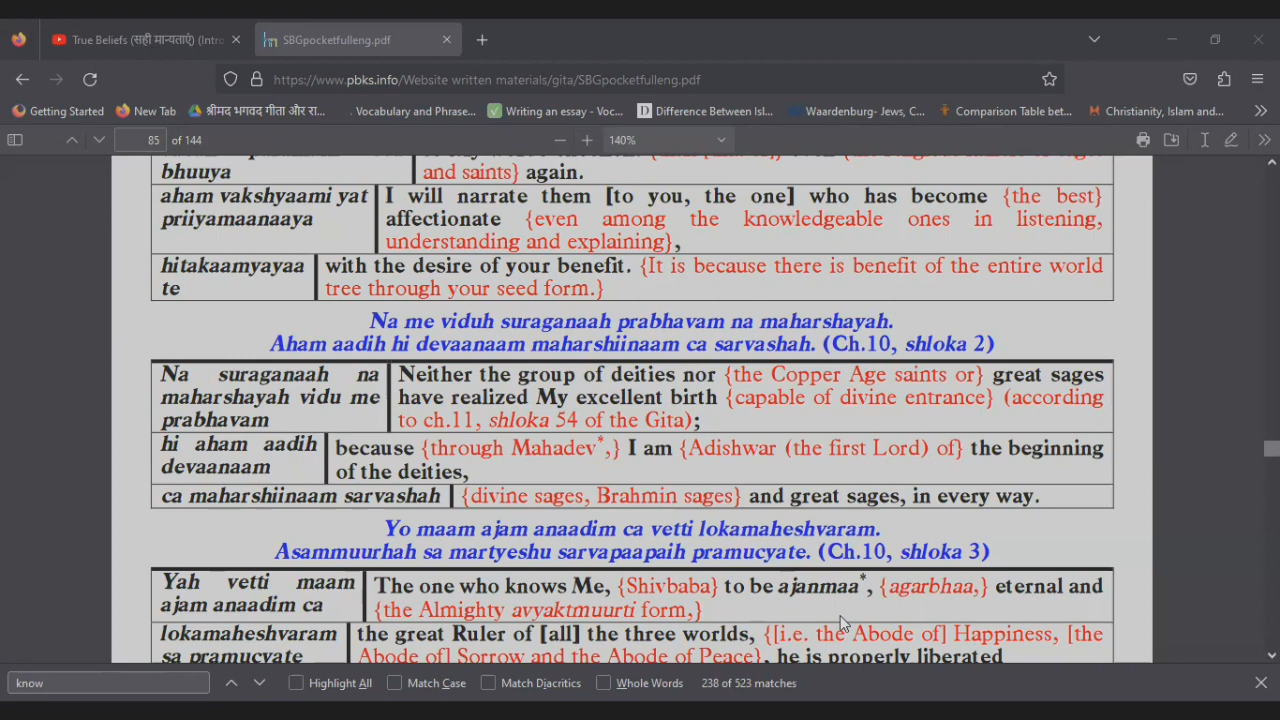 True Beliefs (सही मान्यताएं) (Intro
SBGpocketfulleng.pdf
https://www.pbks.info/Website written materials/gita/SBGpocketfulleng.pdf
Getting Started
New Tab
श्रीमद भगवद गीता और रा...
. Vocabulary and Phrase...
Writing an essay - Voc...
Difference Between Isl...
Waardenburg- Jews, C...
Comparison Table bet...
Christianity, Islam and ...
85 of 144
140%
bhuuya
and saints} again.
aham vakshyaami yat
priiyamaanaaya
I will narrate them [to you, the one] who has become {the best}
affectionate {even among the knowledgeable ones in listening,
understanding and explaining},
hitakaamyayaa
te
with the desire of your benefit. {It is because there is benefit of the entire world
tree through your seed form.}
Na me viduh suraganaah prabhavam na maharshayah.
Aham aadih hi devaanaam maharshiinaam ca sarvashah. (Ch.10, shloka 2)
Na suraganaah na
maharshayah vidu me
prabhavam
Neither the group of deities nor {the Copper Age saints or} great sages
have realized My excellent birth {capable of divine entrance} (according
to ch.11, shloka 54 of the Gita);
hi aham aadih
devaanaam
because {through Mahadev*,} I am {Adishwar (the first Lord) of} the beginning
of the deities,
ca maharshiinaam sarvashah
{divine sages, Brahmin sages} and great sages, in every way.
Yo maam ajam anaadim ca vetti lokamaheshvaram.
Asammuurhah sa martyeshu sarvapaapaih pramucyate. (Ch.10, shloka 3)
Yah vetti maam
ajam anaadim ca
The one who knows Me, {Shivbaba} to be ajanmaa*, {agarbhaa,} eternal and
{the Almighty avyaktmuurti form,}
lokamaheshvaram
sa pramucyate
the great Ruler of [all] the three worlds, {[i.e. the Abode of] Happiness, [the
Abode of] Sorrow and the Abode of Peace}, he is properly liberated
know
Highlight All
Match Case
Match Diacritics
Whole Words
238 of 523 matches